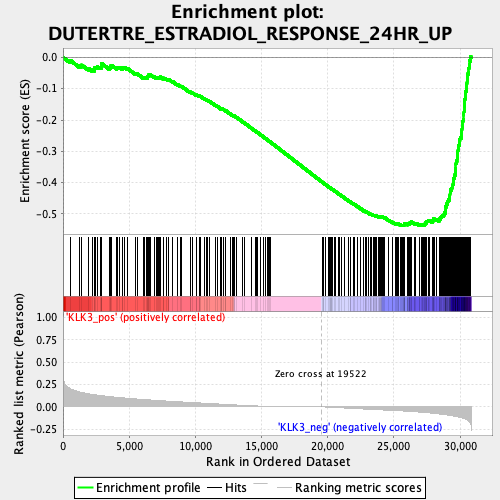 Enrichment plot:
DUTERTRE_ESTRADIOL_RESPONSE_24HR_UP
Enrichment score (ES)
0.0
-0.1
-0.2
-0.3
-0.4
-0.5
Ranked list metric (Pearson)
1.00
0.75
0.50
0.25
0.00
-0.25
'KLK3_pos' (positively correlated)
Zero cross at 19522
'KLK3_neg' (negatively correlated)
0
5,000
10,000
15,000
20,000
25,000
30,000
Rank in Ordered Dataset
Enrichment profile
Hits
Ranking metric scores